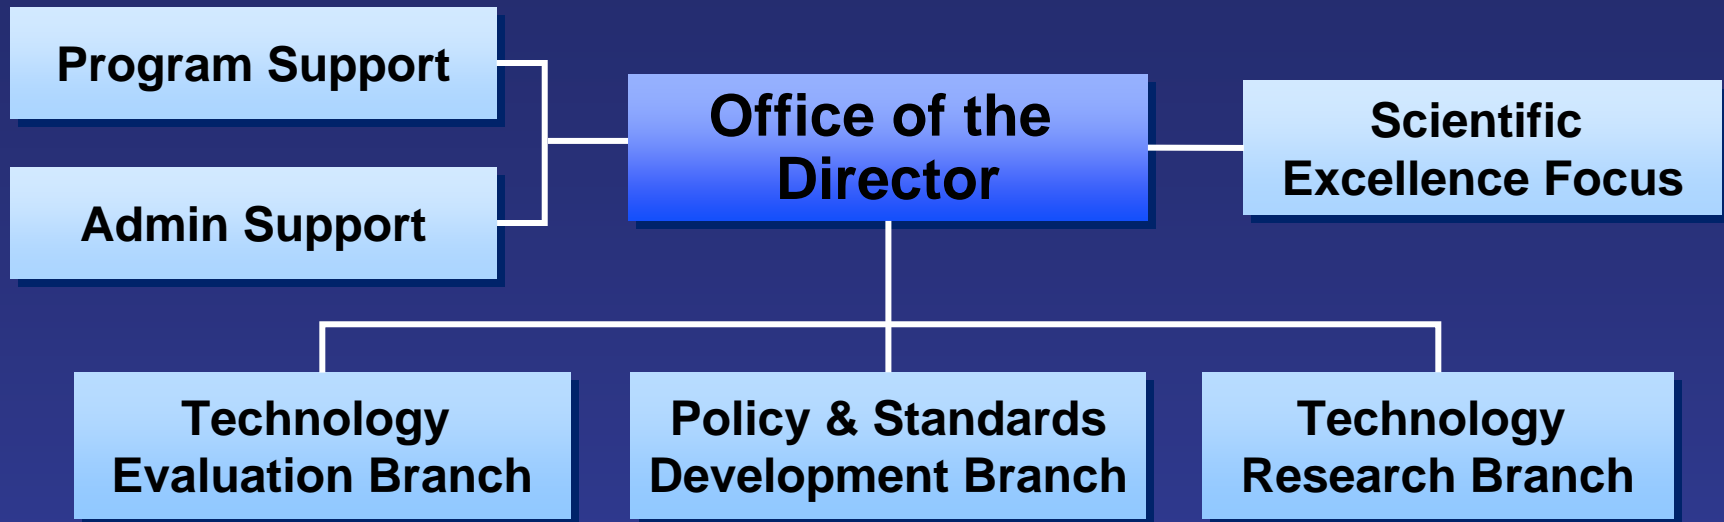 Program Support
Office of the
Director
Scientific
Excellence Focus
Admin Support
Technology
Evaluation Branch
Policy & Standards
Development Branch
Technology
Research Branch